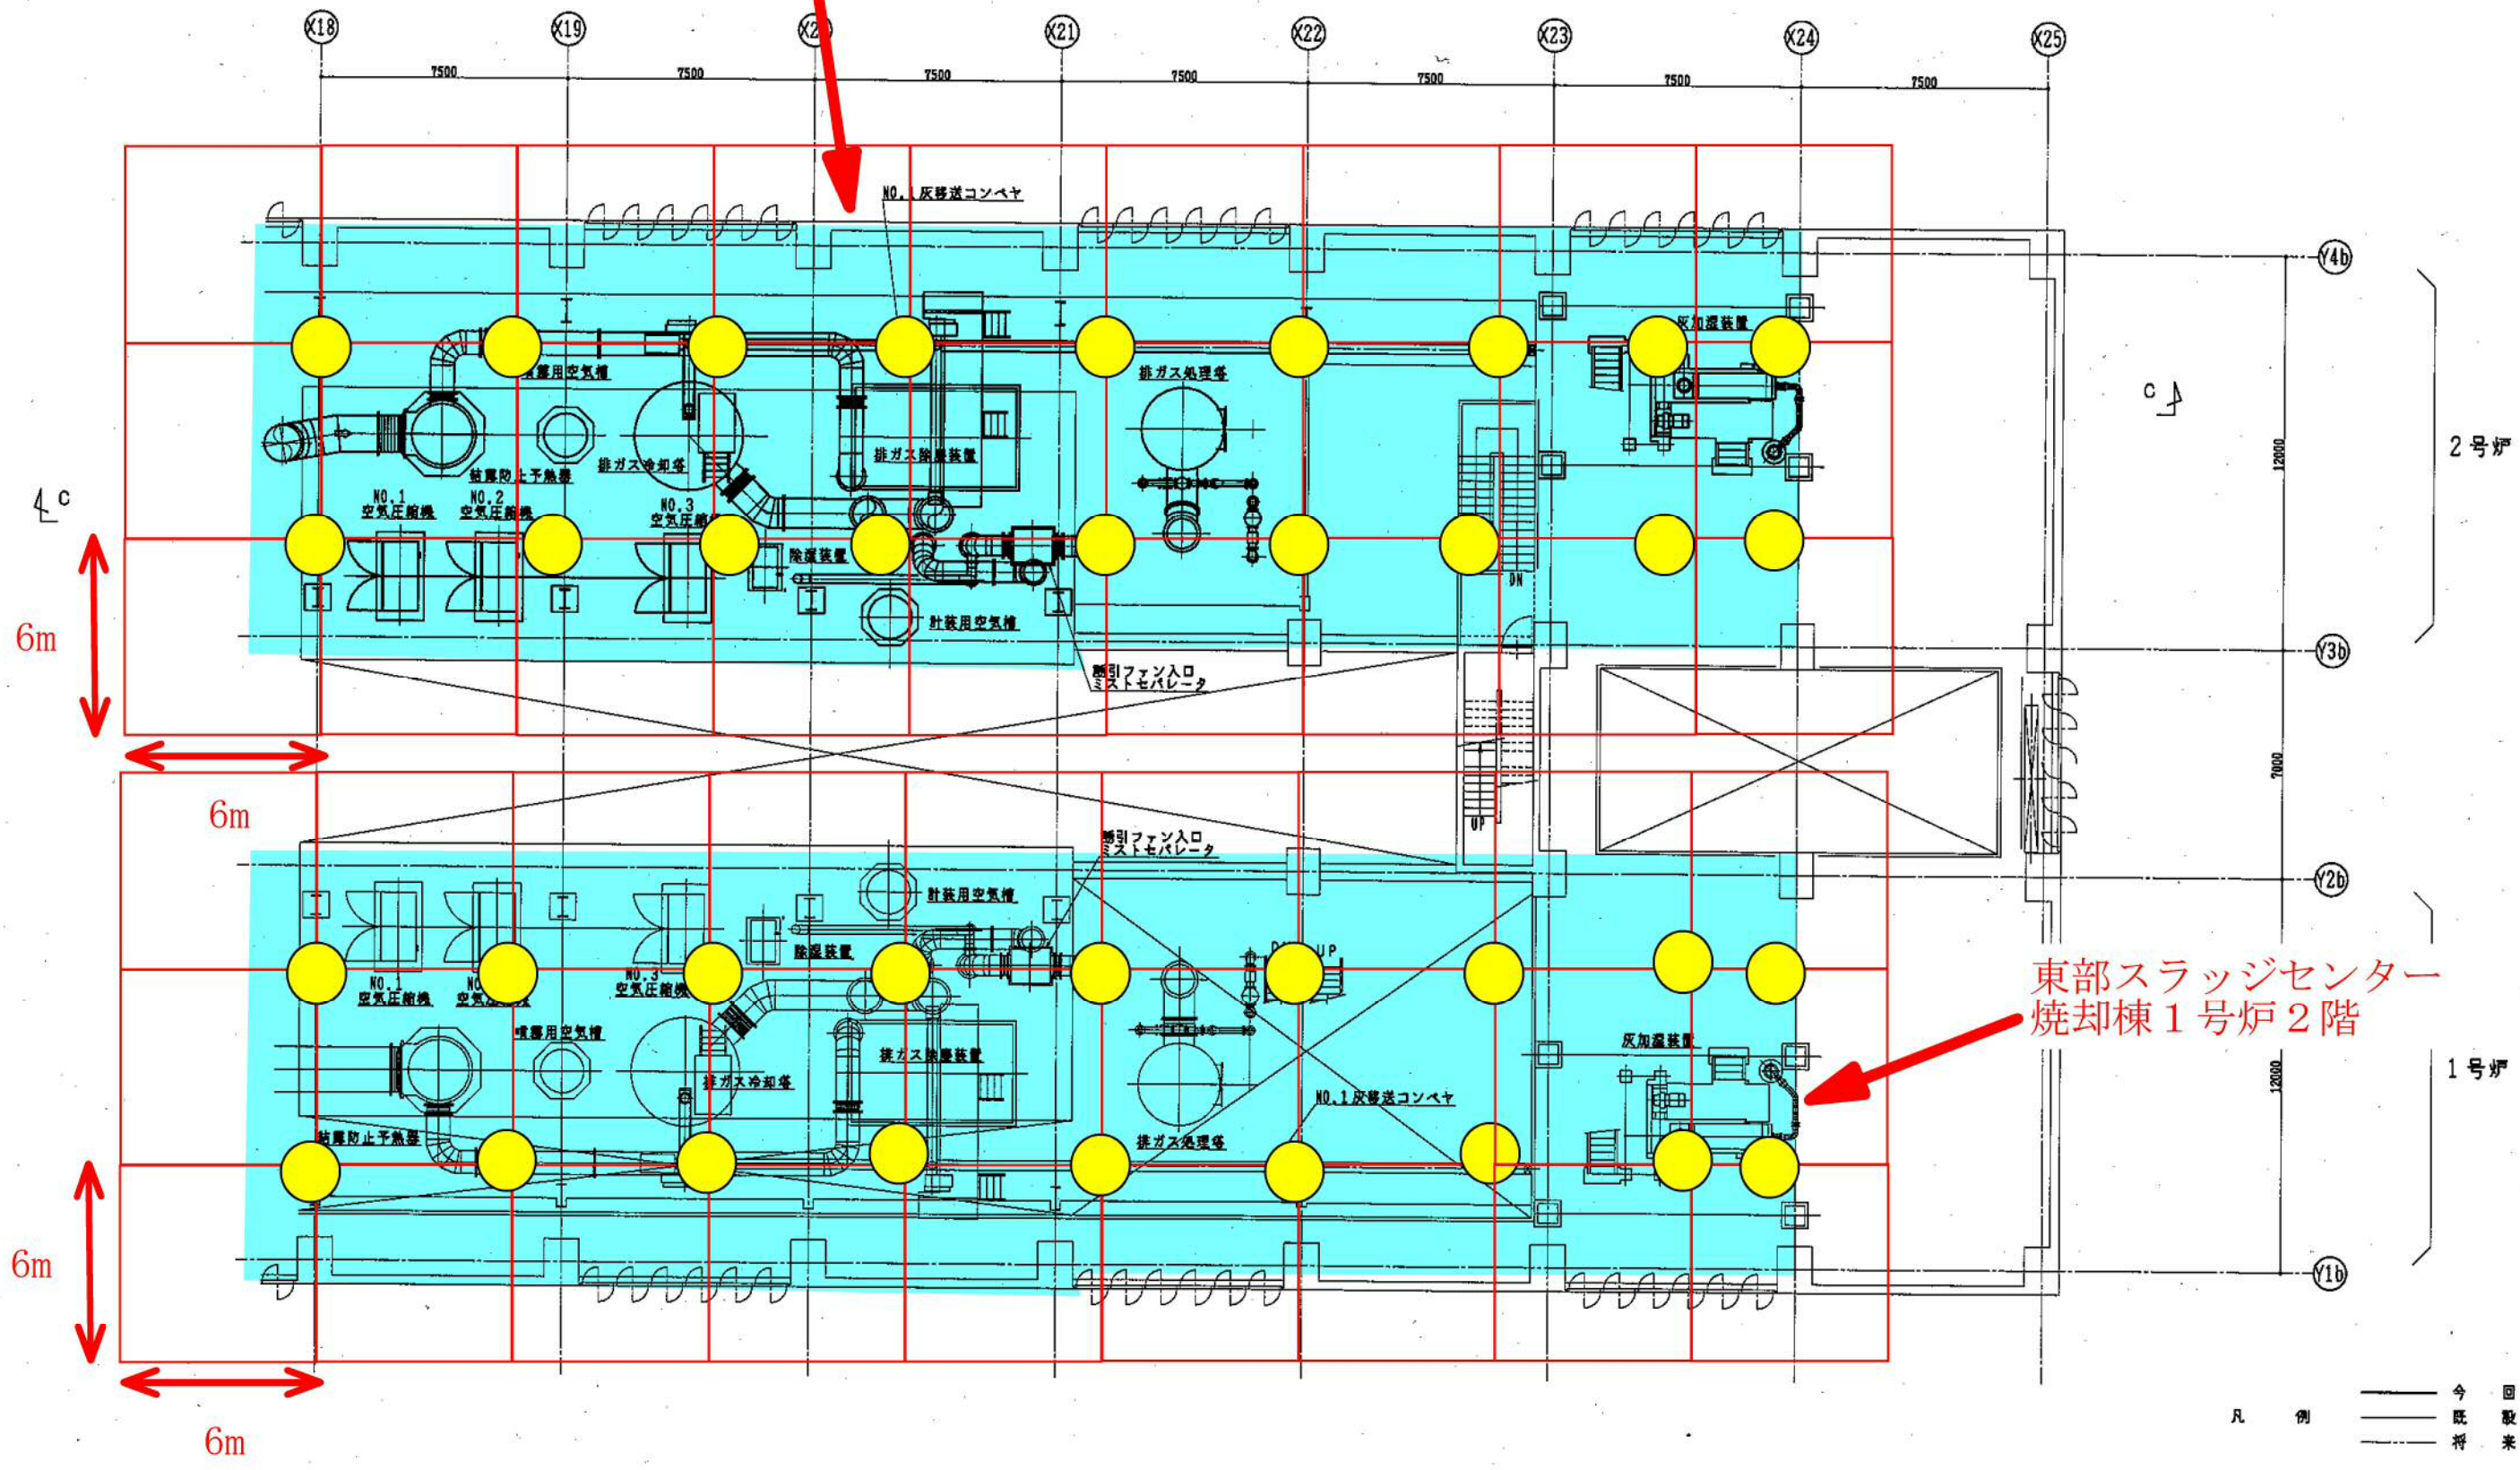 X18
X19
X21
X22
X23
X24
X25
7500
7500
7500
7500
7500
7500
7500
NO.1灰移送コンベヤ
Y4b
灰加湿装置
噴霧用空気槽
排ガス処理塔
C
2号炉
12000
排ガス冷却塔
排ガス除塵装置
結露防止予熱器
C
NO.1
空気圧縮機
NO.2
空気圧縮機
NO.3
空気圧縮
除湿装置
DN
計装用空気槽
6m
Y3b
誘引ファン入口
ミストセパレータ
7000
6m
UP
誘引ファン入口
ミストセパレータ
Y2b
計装用空気槽
除湿装置
UP
NO.1
空気圧縮機
NO.3
空気圧縮機
東部スラッジセンター
焼却棟1号炉2階
噴霧用空気槽
排ガス除塵装置
灰加湿装置
排ガス冷却塔
NO.1灰移送コンベヤ
1号炉
12000
結露防止予熱器
排ガス処理塔
6m
Y1b
6m
凡例
今回
既設
将来